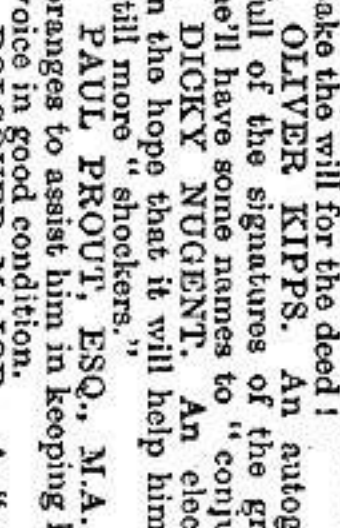 ake the will for the deed!
OLIVER KIPPS. An autog
ull of the signatures of the gr
e'll have some names to "conju
DICKY NUGENT. An elec
n the hope that it will help him
till more "shockers."
PAUL PROUT, ESQ., M.A.
ranges to assist him in keeping
voice in good condition.